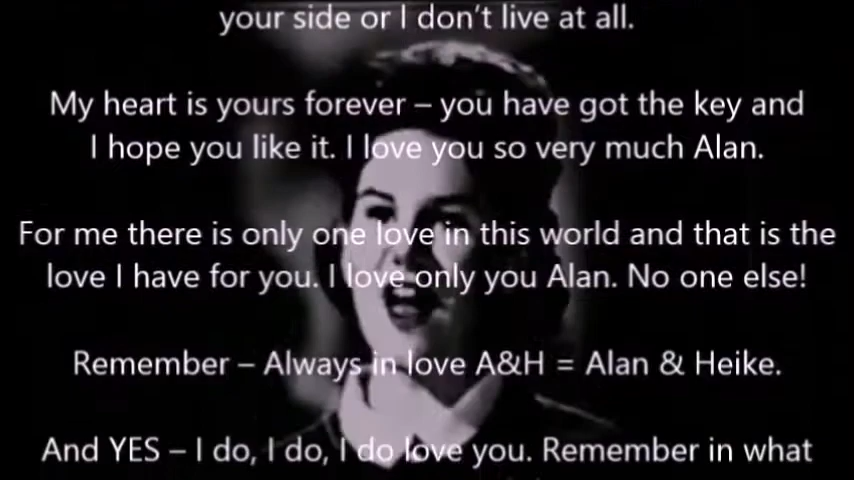 your side or I don't live at all.
My heart is yours forever – you have got the key and
I hope you like it. I love you so very much Alan.
For me there is only one love in this world and that is the
love I have for you. I love only you Alan. No one else!
Remember – Always in love A&H = Alan & Heike.
And YES – I do, I do, I do love you. Remember in what